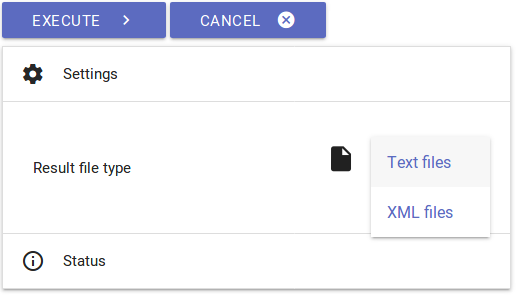 EXECUTE
CANCEL
Settings
Result file type
Text files
XML files
Status